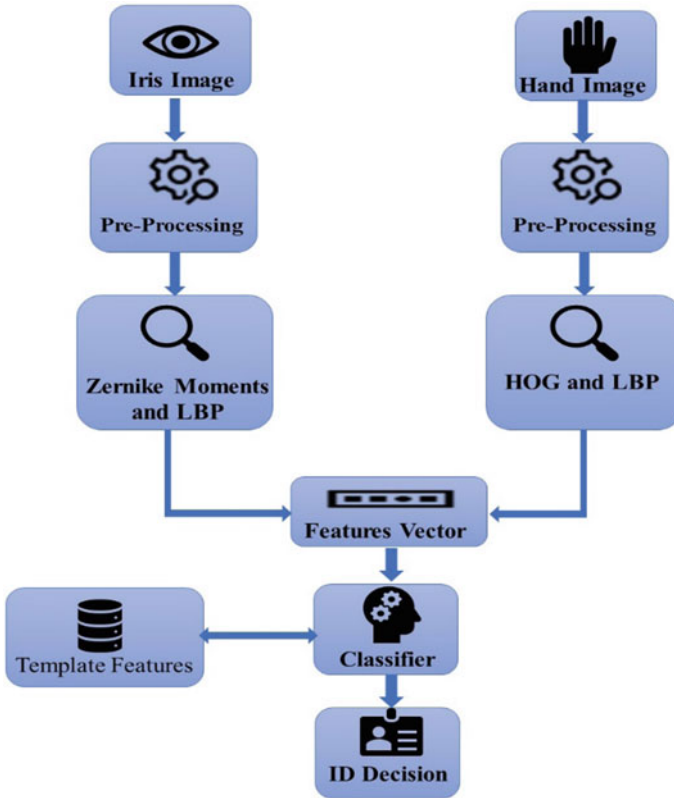 Iris Image
Hand Image
Pre-Processing
Pre-Processing
Zernike Moments
and LBP
HOG and LBP
Features Vector
Template Features
Classifier
ID Decision